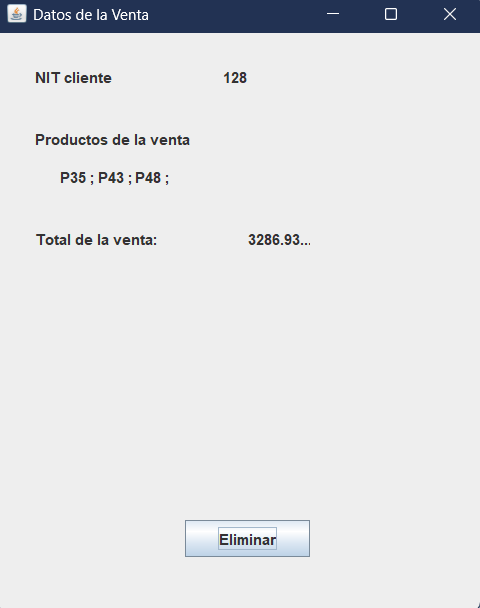 Datos de la Venta
NIT cliente 128
Productos de la venta
P35 ; P43 ; P48 ;
Total de la venta: 3286.93...
Eliminar